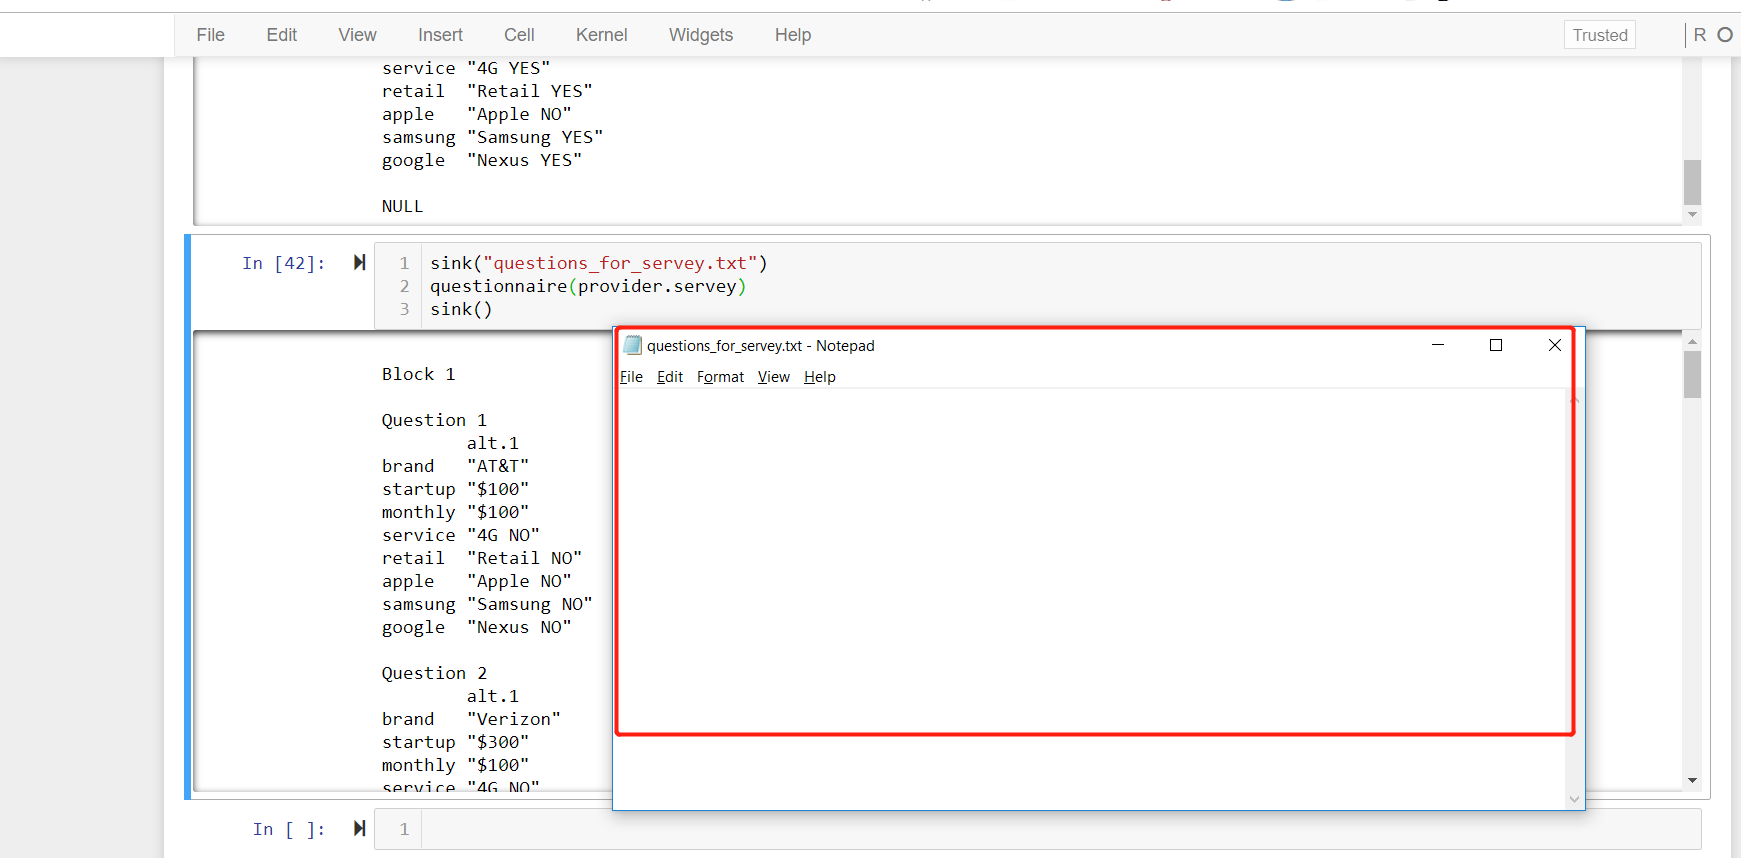 File Edit View Insert Cell Kernel Widgets Help Trusted R
service "4G YES"
retail "Retail YES"
apple "Apple NO"
samsung "Samsung YES"
google "Nexus YES"
NULL
In [42]: 1 sink("questions_for_servey.txt")
2 questionnaire(provider.servey)
3 sink()
questions_for_servey.txt - Notepad
File Edit Format View Help
Block 1
Question 1
alt.1
brand "AT&T"
startup "$100"
monthly "$100"
service "4G NO"
retail "Retail NO"
apple "Apple NO"
samsung "Samsung NO"
google "Nexus NO"
Question 2
alt.1
brand "Verizon"
startup "$300"
monthly "$100"
service "4G NO"
In [ ]: 1